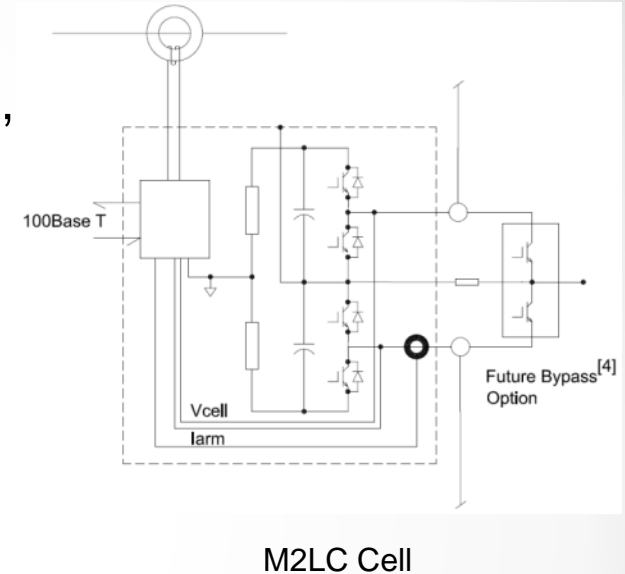 ,
100Base T
Vcell
Iarm
Future Bypass[4]
Option
M2LC Cell